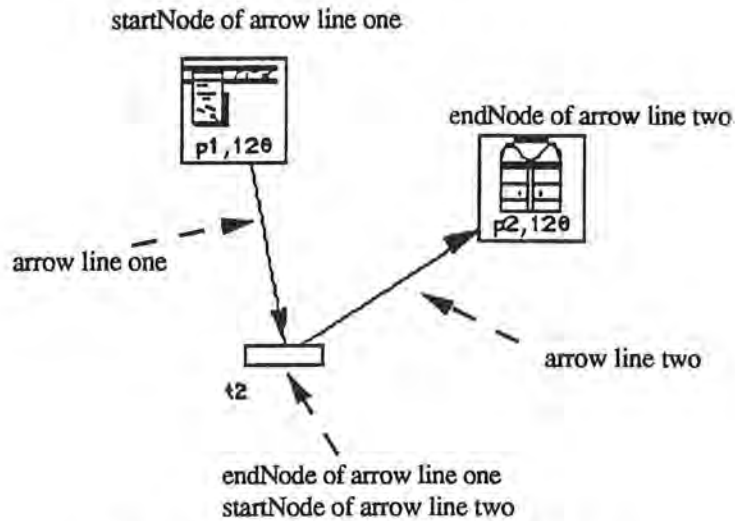 startNode of arrow line one
p1,120
endNode of arrow line two
p2,120
arrow line one
arrow line two
t2
endNode of arrow line one
startNode of arrow line two